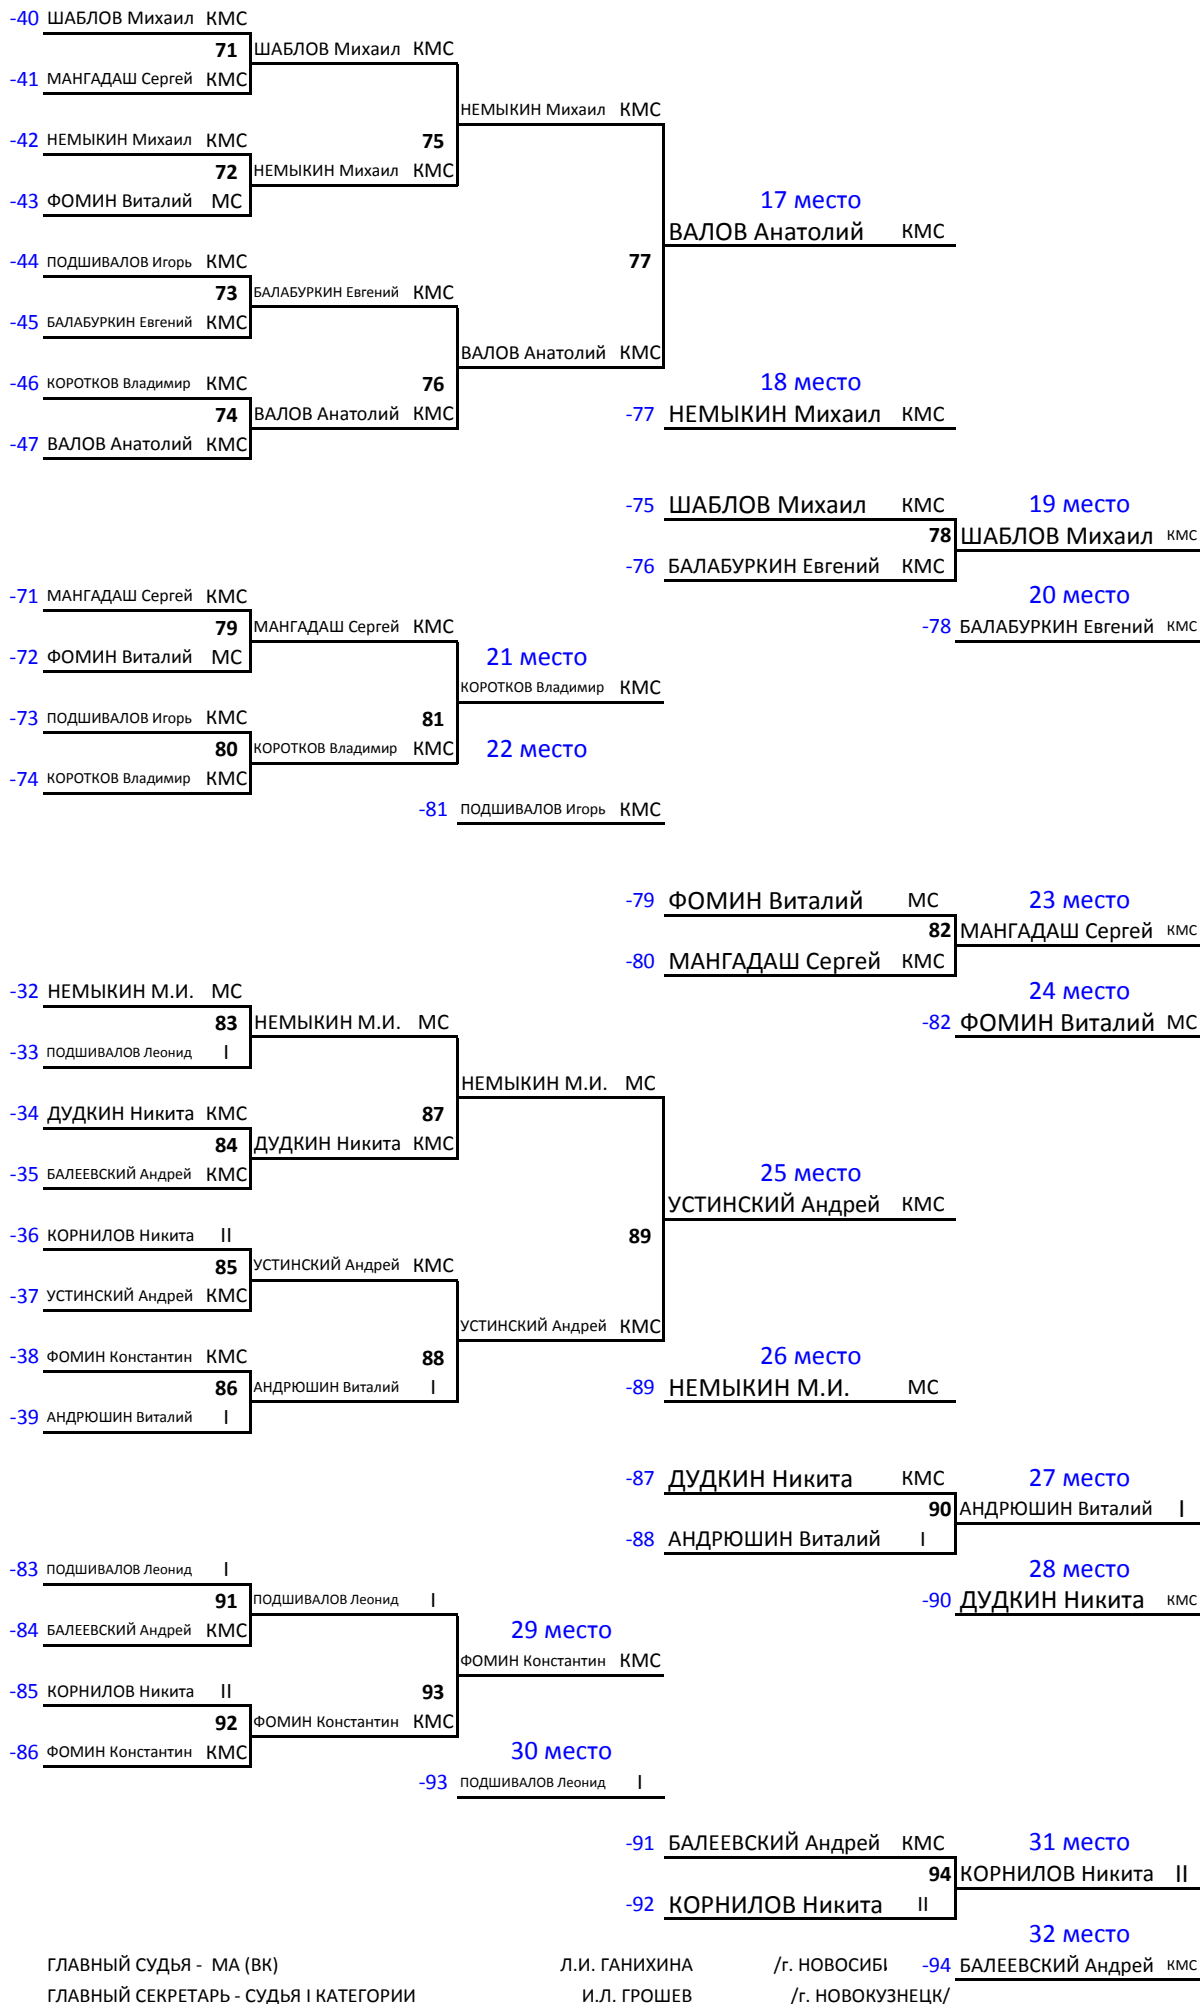 -40 ШАБЛОВ Михаил КМС
71 ШАБЛОВ Михаил КМС
-41 МАНГАДАШ Сергей КМС
НЕМЫКИН Михаил КМС
-42 НЕМЫКИН Михаил КМС 75
72 НЕМЫКИН Михаил КМС
-43 ФОМИН Виталий МС 17 место
ВАЛОВ Анатолий КМС
-44 ПОДШИВАЛОВ Игорь КМС 77
73 БАЛАБУРКИН Евгений КМС
-45 БАЛАБУРКИН Евгений КМС
ВАЛОВ Анатолий КМС
-46 КОРОТКОВ Владимир КМС 76 18 место
74 ВАЛОВ Анатолий КМС -77 НЕМЫКИН Михаил КМС
-47 ВАЛОВ Анатолий КМС
-75 ШАБЛОВ Михаил КМС 19 место
78 ШАБЛОВ Михаил КМС
-76 БАЛАБУРКИН Евгений КМС
-71 МАНГАДАШ Сергей КМС 20 место
79 МАНГАДАШ Сергей КМС -78 БАЛАБУРКИН Евгений КМС
-72 ФОМИН Виталий МС 21 место
КОРОТКОВ Владимир КМС
-73 ПОДШИВАЛОВ Игорь КМС 81
80 КОРОТКОВ Владимир КМС 22 место
-74 КОРОТКОВ Владимир КМС
-81 ПОДШИВАЛОВ Игорь КМС
-79 ФОМИН Виталий МС 23 место
82 МАНГАДАШ Сергей КМС
-80 МАНГАДАШ Сергей КМС
-32 НЕМЫКИН М.И. МС 24 место
83 НЕМЫКИН М.И. МС -82 ФОМИН Виталий МС
-33 ПОДШИВАЛОВ Леонид I
НЕМЫКИН М.И. МС
-34 ДУДКИН Никита КМС 87
84 ДУДКИН Никита КМС
-35 БАЛЕЕВСКИЙ Андрей КМС 25 место
УСТИНСКИЙ Андрей КМС
-36 КОРНИЛОВ Никита II 89
85 УСТИНСКИЙ Андрей КМС
-37 УСТИНСКИЙ Андрей КМС
УСТИНСКИЙ Андрей КМС
-38 ФОМИН Константин КМС 88 26 место
86 АНДРЮШИН Виталий I -89 НЕМЫКИН М.И. МС
-39 АНДРЮШИН Виталий I
-87 ДУДКИН Никита КМС 27 место
90 АНДРЮШИН Виталий I
-88 АНДРЮШИН Виталий I
-83 ПОДШИВАЛОВ Леонид I 28 место
91 ПОДШИВАЛОВ Леонид I -90 ДУДКИН Никита КМС
-84 БАЛЕЕВСКИЙ Андрей КМС 29 место
ФОМИН Константин КМС
-85 КОРНИЛОВ Никита II 93
92 ФОМИН Константин КМС
-86 ФОМИН Константин КМС 30 место
-93 ПОДШИВАЛОВ Леонид I
-91 БАЛЕЕВСКИЙ Андрей КМС 31 место
94 КОРНИЛОВ Никита II
-92 КОРНИЛОВ Никита II
32 место
ГЛАВНЫЙ СУДЬЯ - МА (ВК) Л.И. ГАНИХИНА /г. НОВОСИБ -94 БАЛЕЕВСКИЙ Андрей КМС
ГЛАВНЫЙ СЕКРЕТАРЬ - СУДЬЯ I КАТЕГОРИИ И.Л. ГРОШЕВ /г. НОВОКУЗНЕЦК/